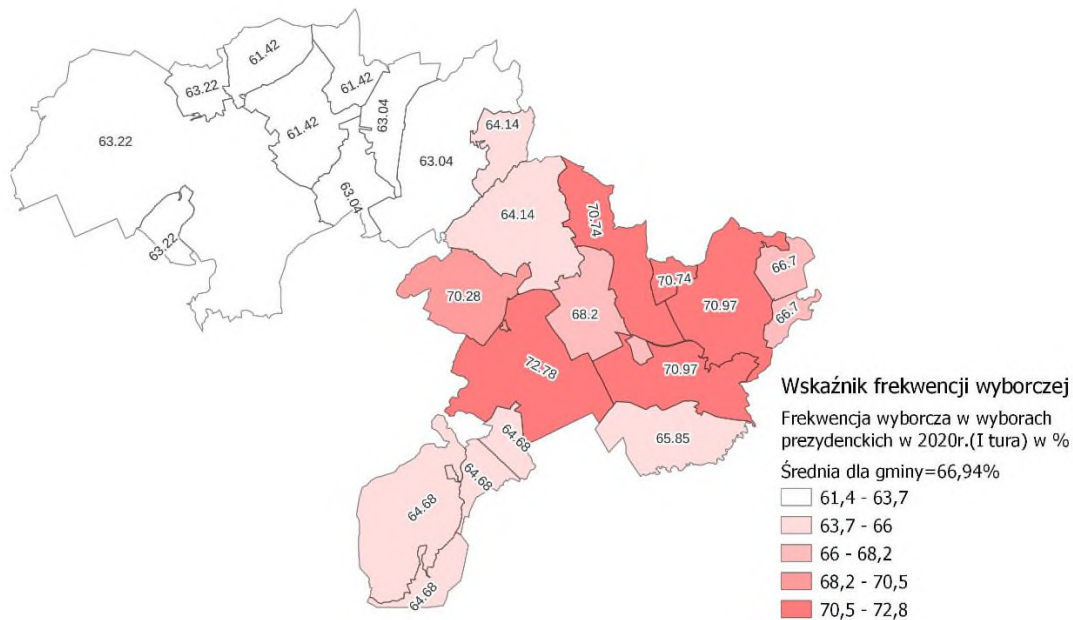 61.42
63.22
61.42
61.42
63.04
63.22
63.04
64.14
63.04
63.22
64.14
70.74
66.7
70.74
70.28
70.97
66.7
68.2
72.78
70.97
64.68
65.85
64.68
64.68
64.68
Wskaźnik frekwencji wyborczej
Frekwencja wyborcza w wyborach
prezydenckich w 2020r.(I tura) w %
Średnia dla gminy=66,94%
61,4 - 63,7
63,7 - 66
66 - 68,2
68,2 - 70,5
70,5 - 72,8